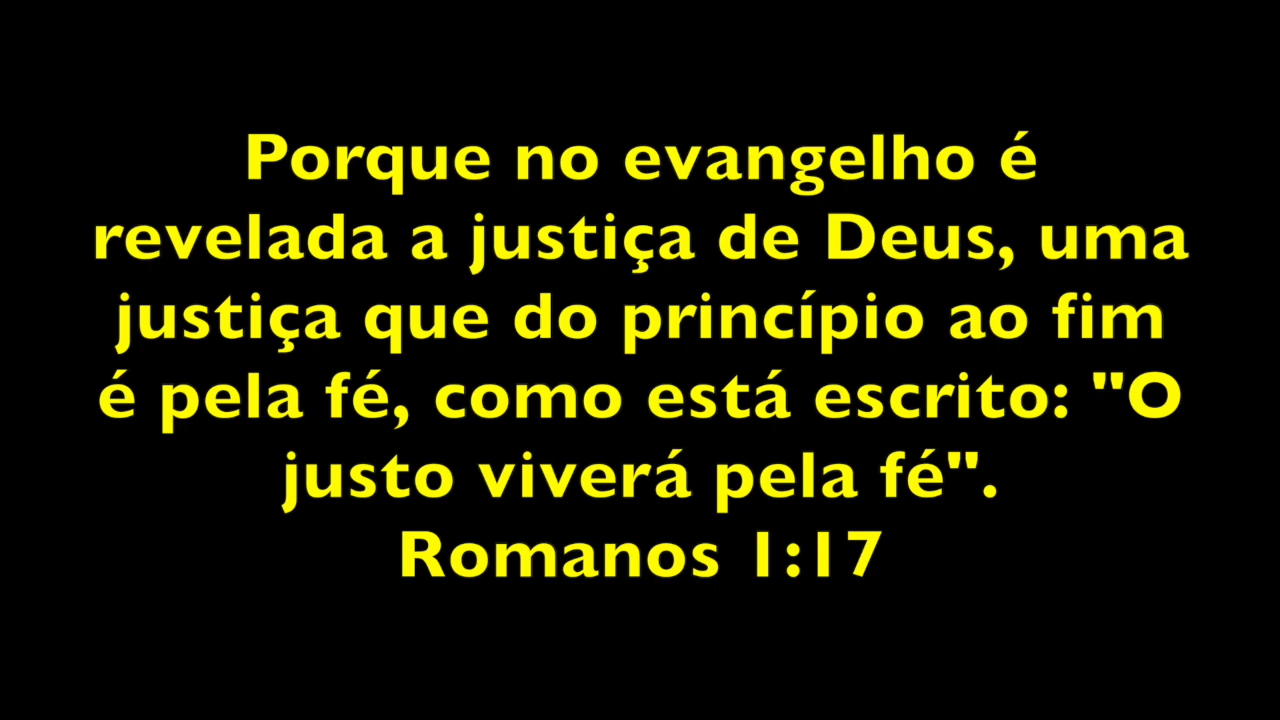 Porque no evangelho é
revelada a justiça de Deus, uma
justiça que do princípio ao fim
é pela fé, como está escrito: "O
justo viverá pela fé".
Romanos 1:17